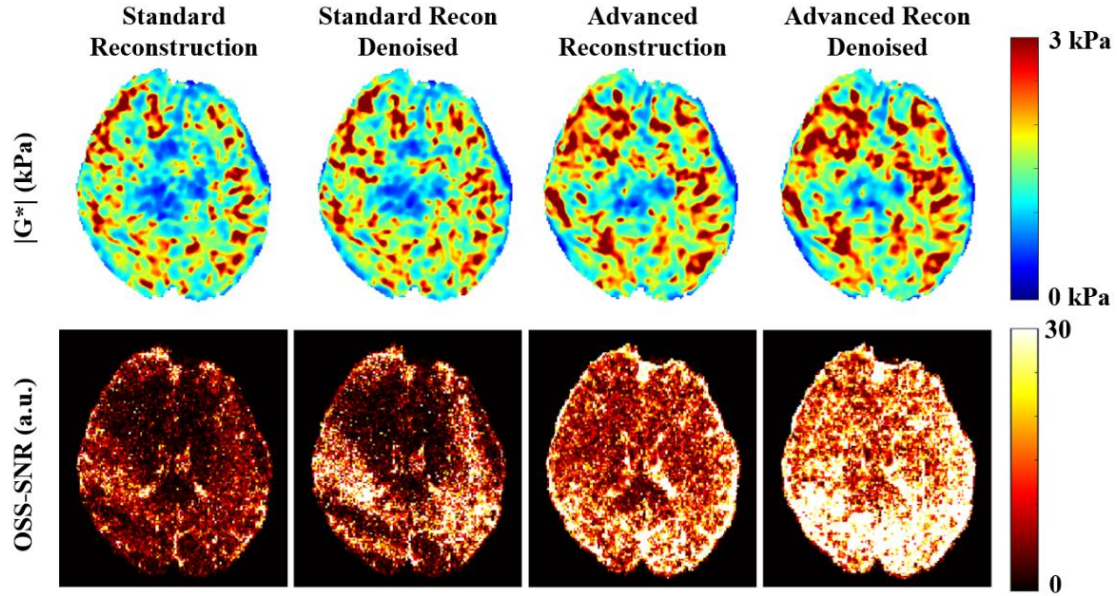 Standard
Reconstruction
Standard Recon
Denoised
Advanced
Reconstruction
Advanced Recon
Denoised
|G*| (kPa)
3 kPa
0 kPa
OSS-SNR (a.u.)
30
0